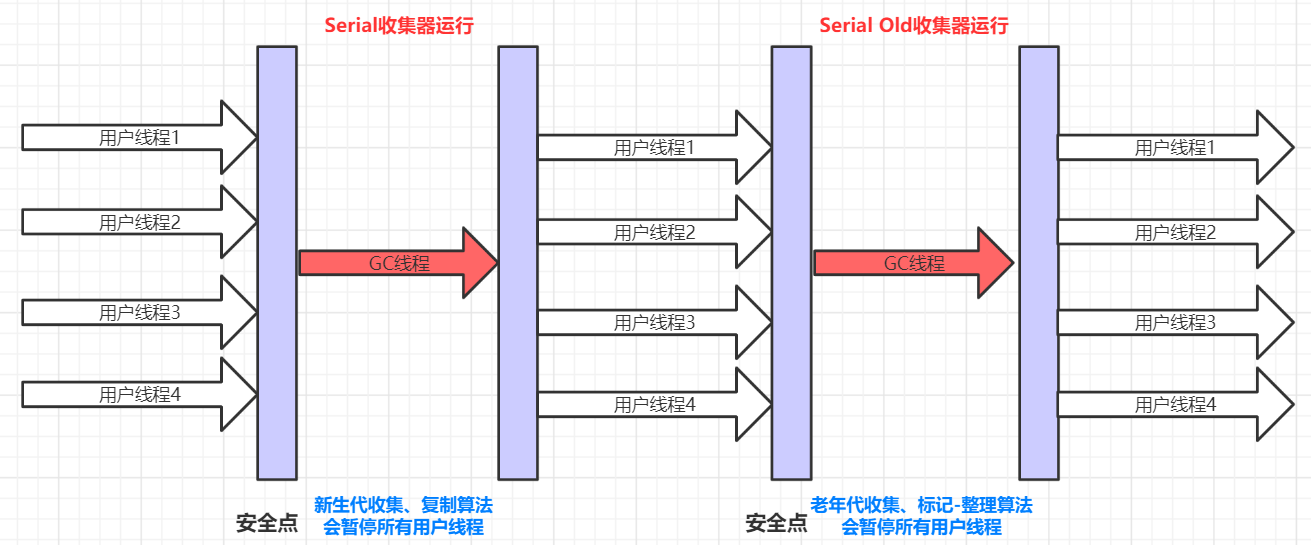 Serial收集器运行
Serial Old收集器运行
用户线程1
用户线程1
用户线程1
用户线程2
用户线程2
用户线程2
GC线程
GC线程
用户线程3
用户线程3
用户线程3
用户线程4
用户线程4
用户线程4
安全点
新生代收集、复制算法
会暂停所有用户线程
安全点
老年代收集、标记-整理算法
会暂停所有用户线程